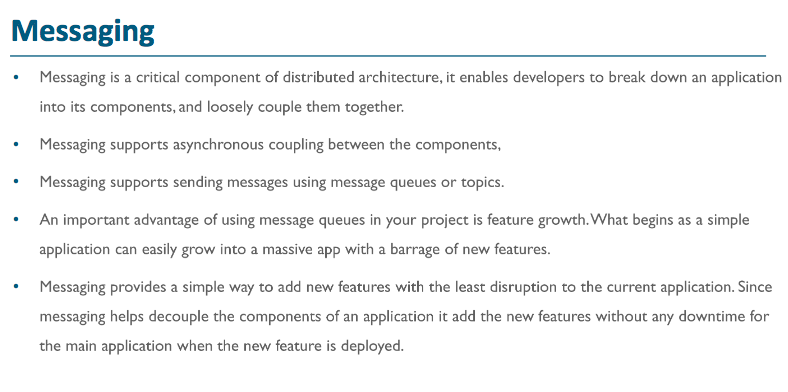 Messaging
• Messaging is a critical component of distributed architecture, it enables developers to break down an application
into its components, and loosely couple them together.
• Messaging supports asynchronous coupling between the components,
• Messaging supports sending messages using message queues or topics.
• An important advantage of using message queues in your project is feature growth. What begins as a simple
application can easily grow into a massive app with a barrage of new features.
• Messaging provides a simple way to add new features with the least disruption to the current application. Since
messaging helps decouple the components of an application it add the new features without any downtime for
the main application when the new feature is deployed.